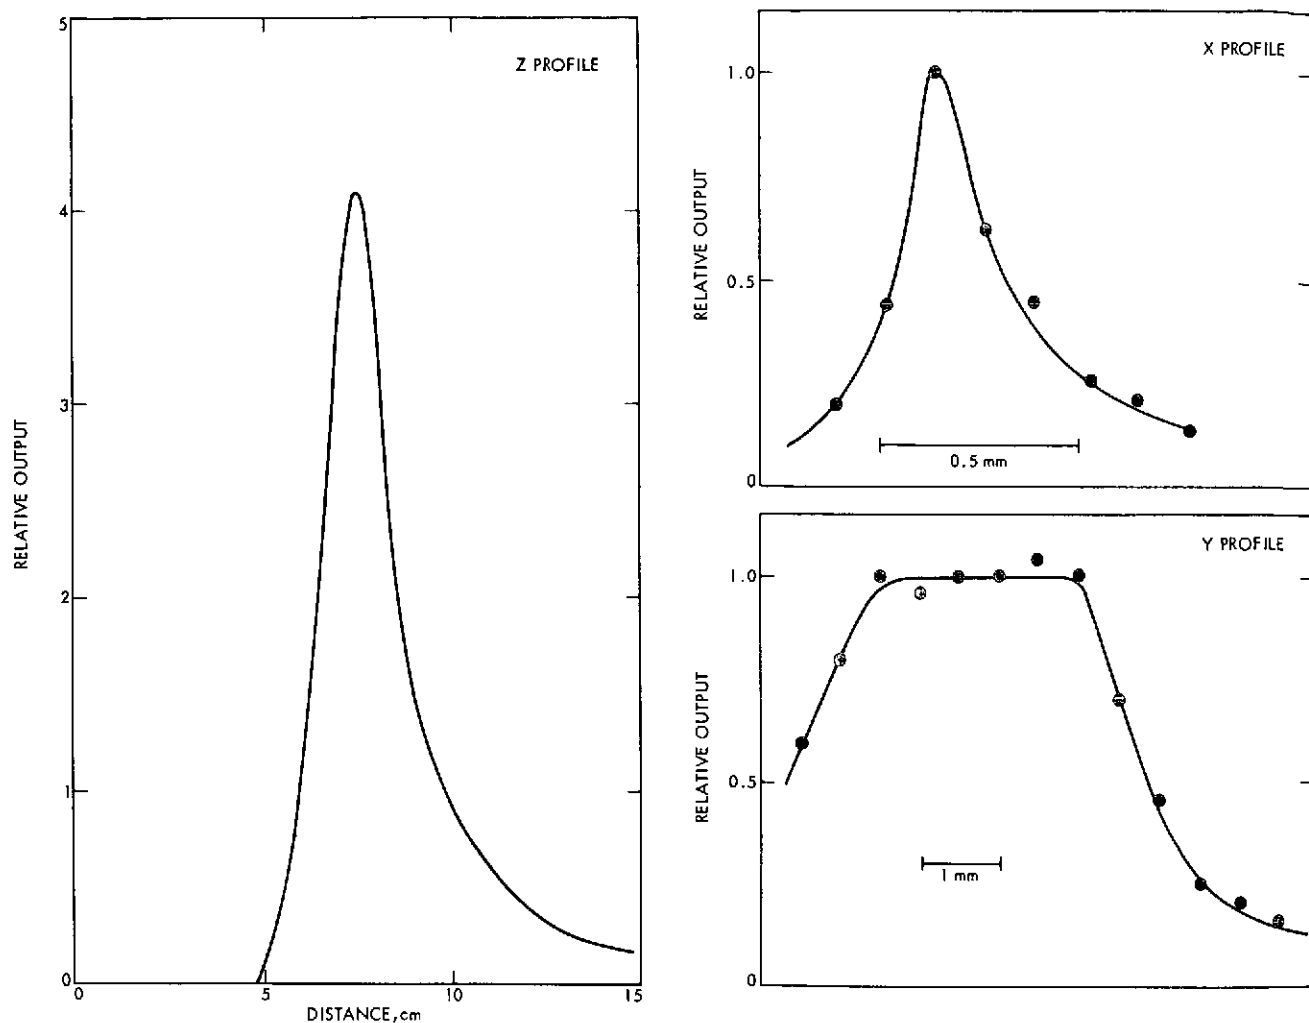 Z PROFILE
5
4
3
2
1
0
RELATIVE OUTPUT
0
5
10
15
DISTANCE, cm
X PROFILE
1.0
0.5
0
RELATIVE OUTPUT
0.5 mm
Y PROFILE
1.0
0.5
0
RELATIVE OUTPUT
1 mm